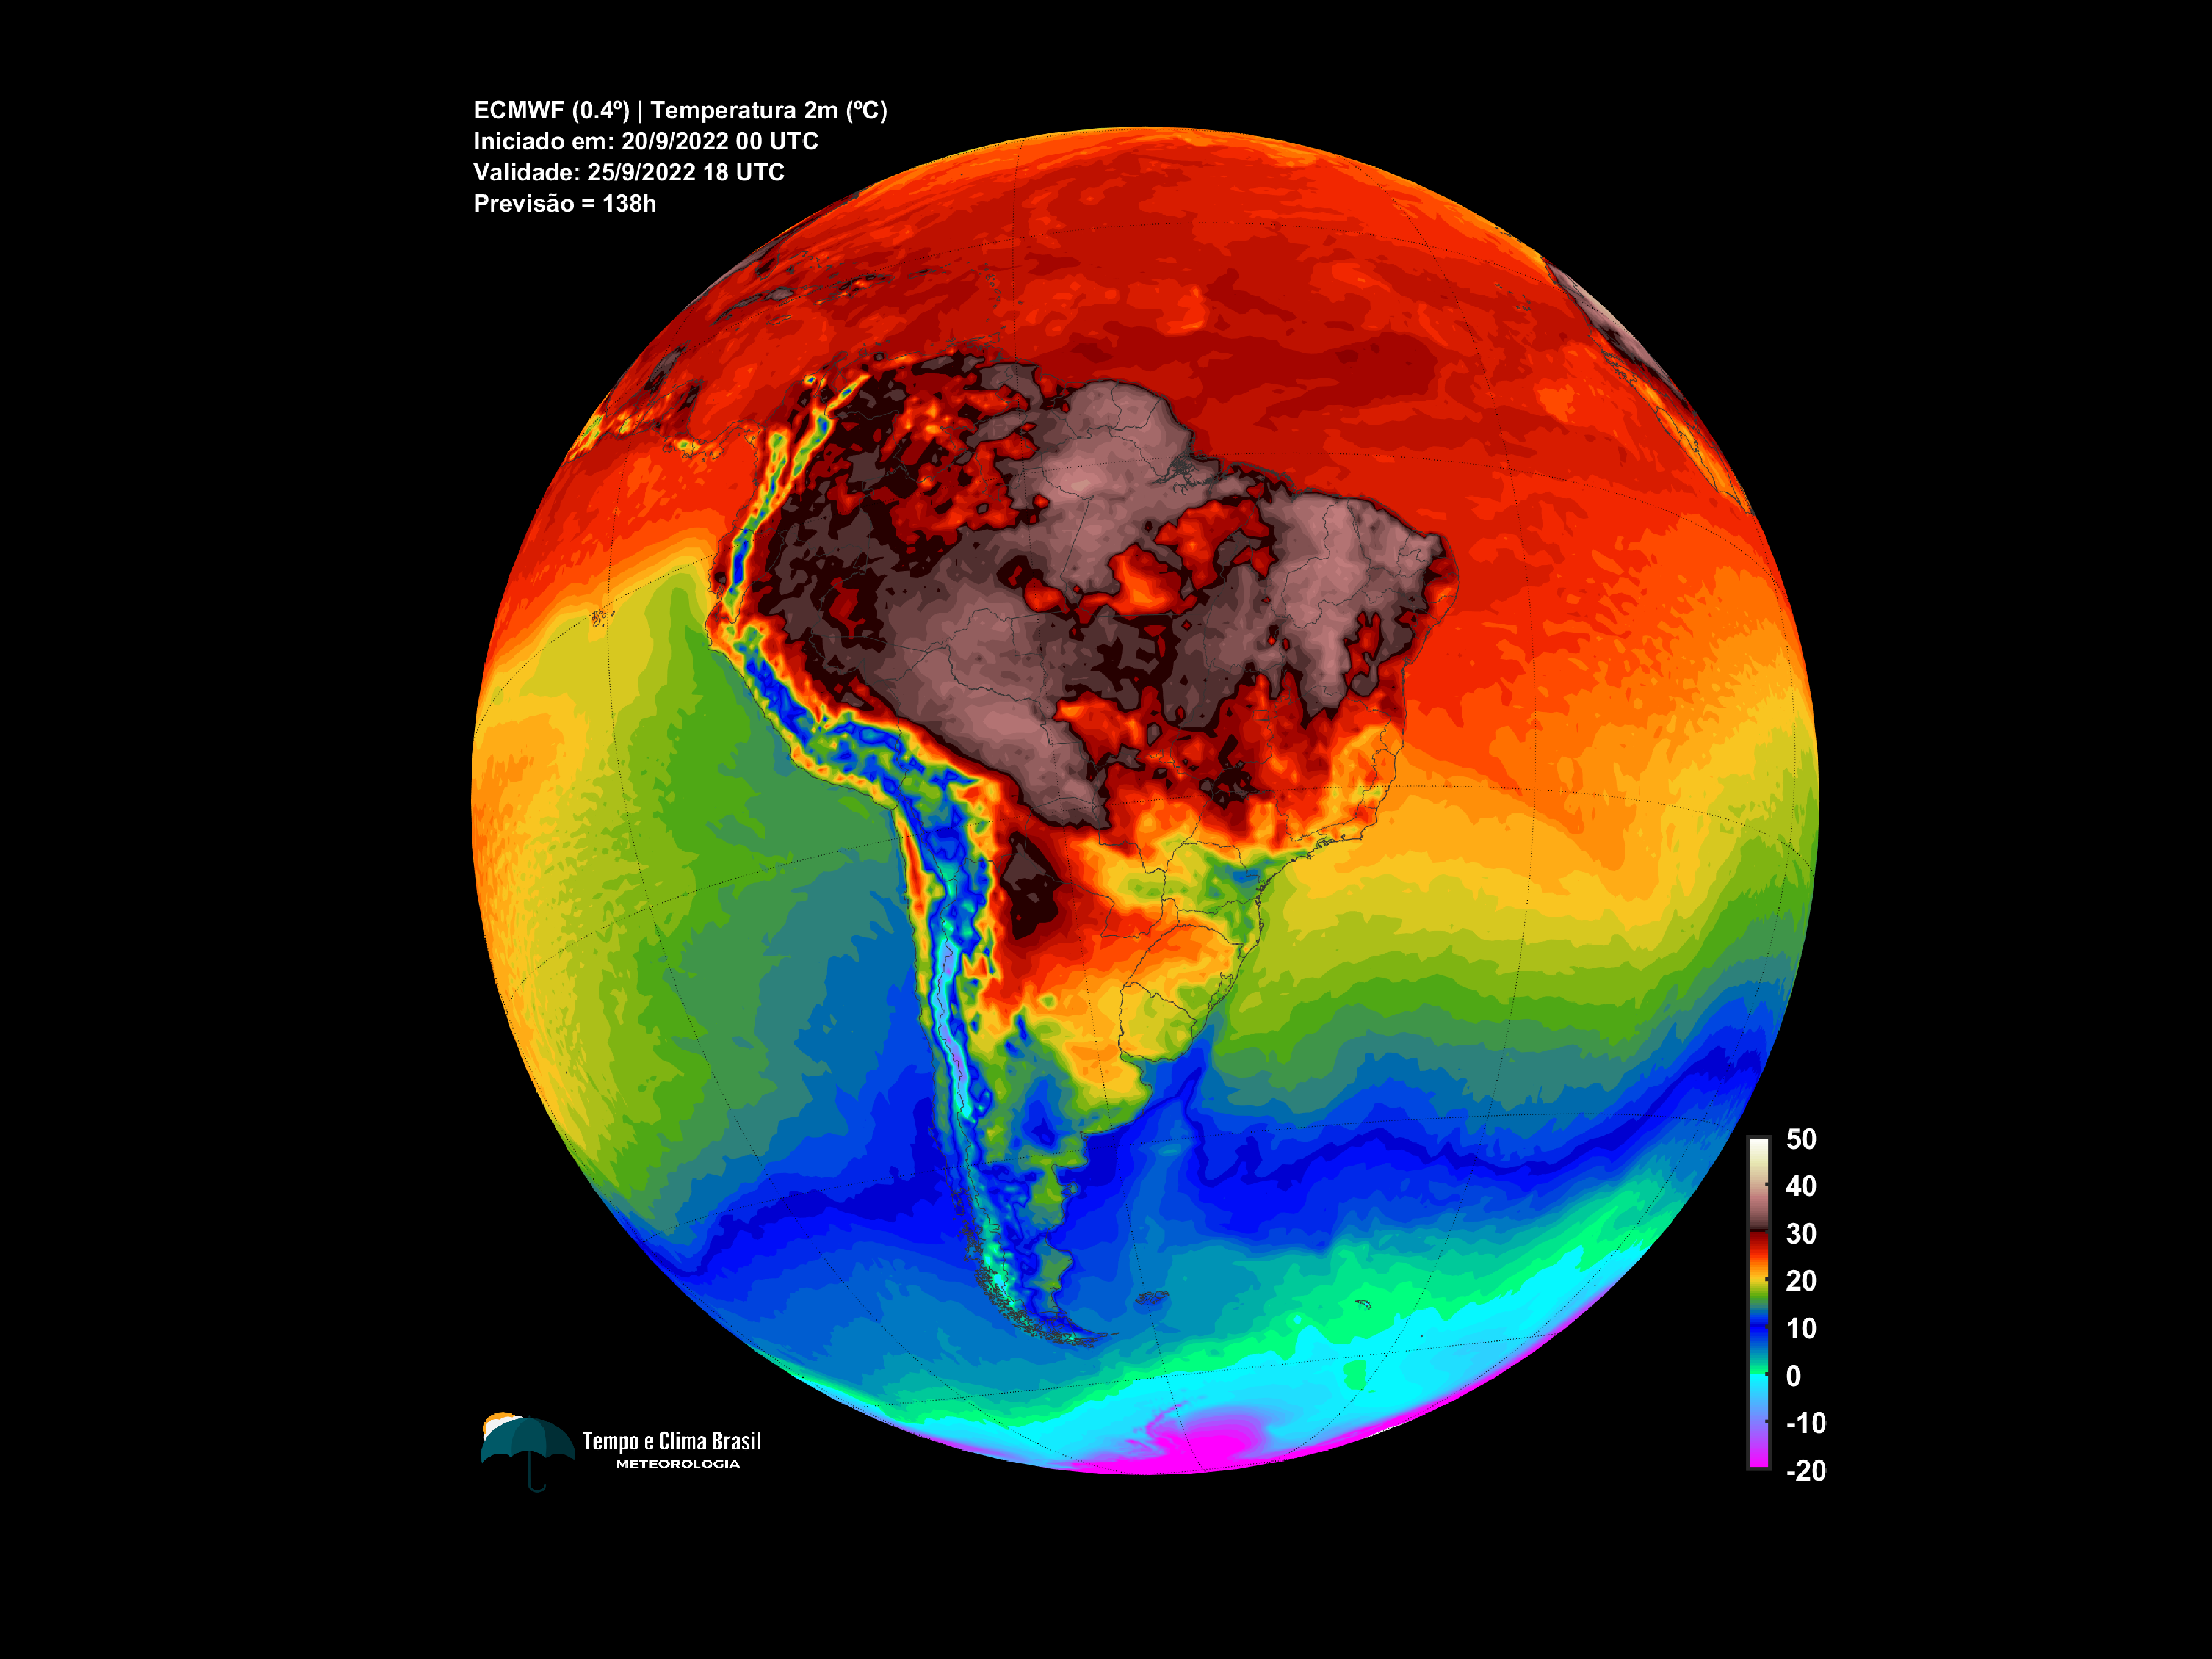 ECMWF (0.4º) | Temperatura 2m (ºC)
Iniciado em: 20/9/2022 00 UTC
Validade: 25/9/2022 18 UTC
Previsão = 138h
50
40
30
20
10
0
-10
-20
Tempo e Clima Brasil
METEOROLOGIA